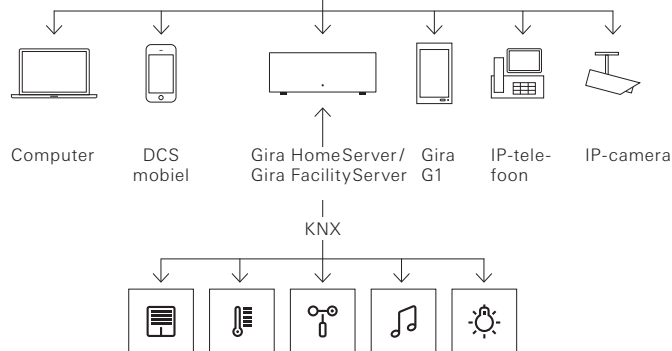 Computer
DCS
mobiel
Gira HomeServer/
Gira FacilityServer
Gira
G1
IP-tele-
foon
IP-camera
KNX